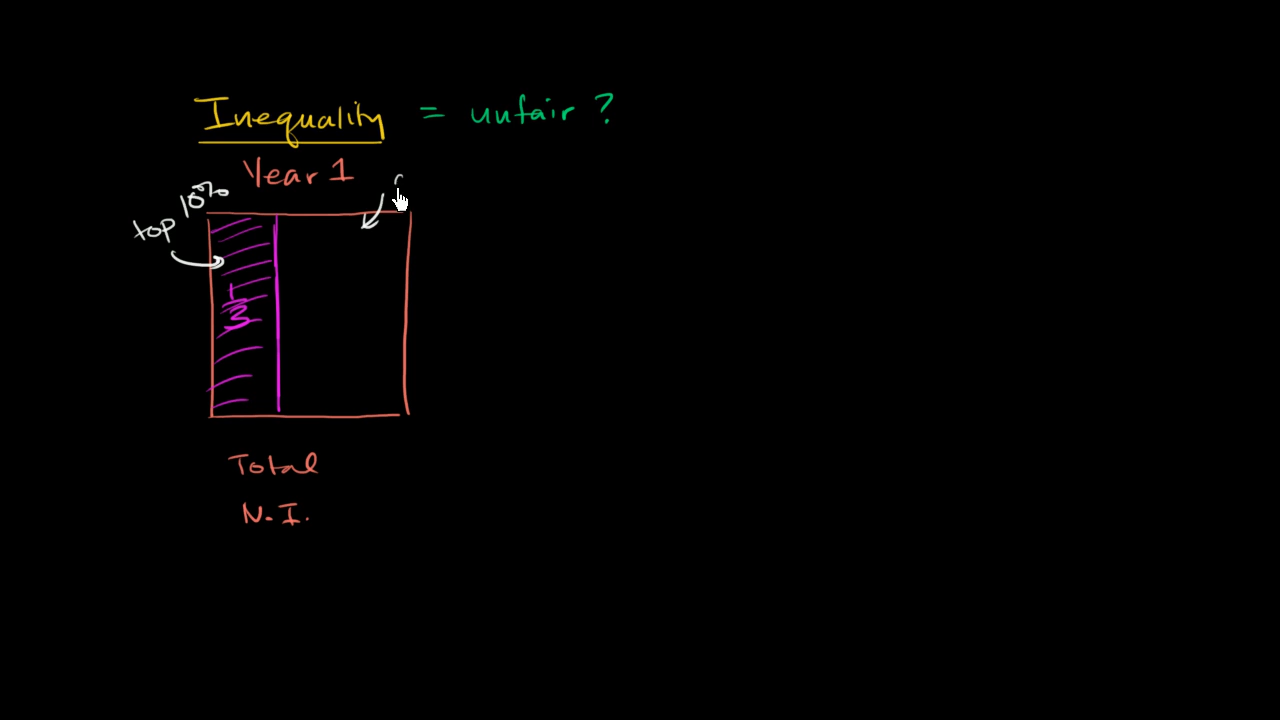 Inequality = unfair ?
Year 1
top 10%
1/3
Total
N.I.